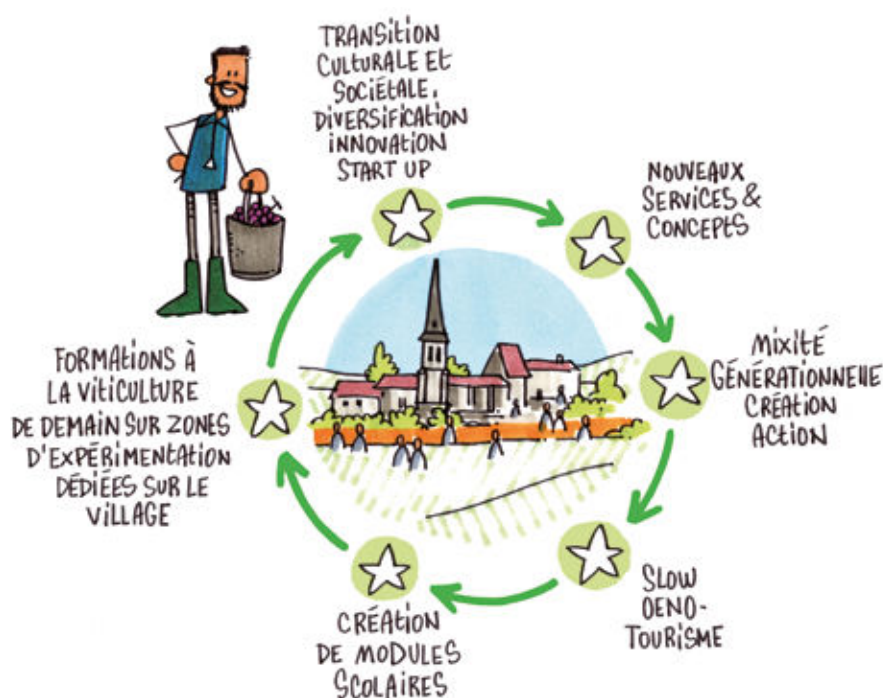 TRANSITION
CULTURALE ET
SOCIÉTALE,
DIVERSIFICATION
INNOVATION
START UP
NOUVEAUX
SERVICES &
CONCEPTS
MIXITÉ
GÉNÉRATIONNELLE
CRÉATION
ACTION
SLOW
OENO-
TOURISME
CRÉATION
DE MODULES
SCOLAIRES
FORMATIONS À
LA VITICULTURE
DE DEMAIN SUR ZONES
D'EXPÉRIMENTATION
DÉDIÉES SUR LE
VILLAGE